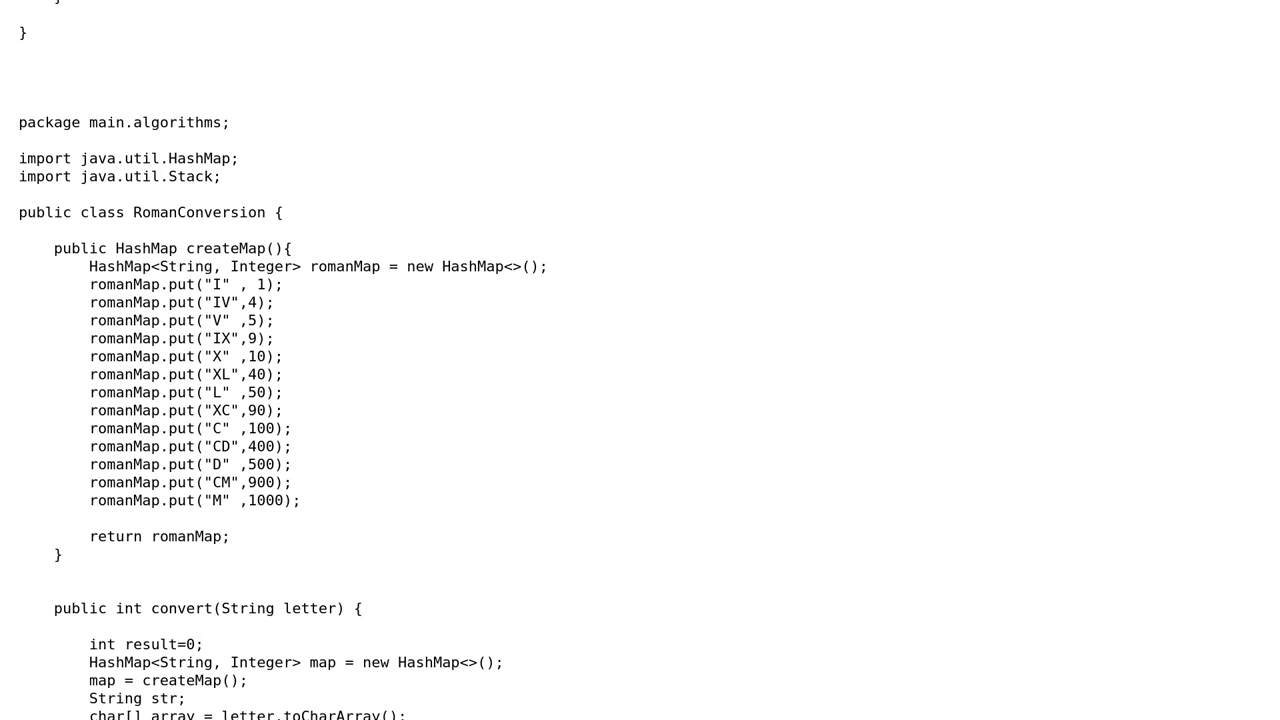 }
}
package main.algorithms;
import java.util.HashMap;
import java.util.Stack;
public class RomanConversion {
    public HashMap createMap(){
        HashMap<String, Integer> romanMap = new HashMap<>();
        romanMap.put("I" , 1);
        romanMap.put("IV",4);
        romanMap.put("V" ,5);
        romanMap.put("IX",9);
        romanMap.put("X" ,10);
        romanMap.put("XL",40);
        romanMap.put("L" ,50);
        romanMap.put("XC",90);
        romanMap.put("C" ,100);
        romanMap.put("CD",400);
        romanMap.put("D" ,500);
        romanMap.put("CM",900);
        romanMap.put("M" ,1000);
        return romanMap;
    }
    public int convert(String letter) {
        int result=0;
        HashMap<String, Integer> map = new HashMap<>();
        map = createMap();
        String str;
        char[] array = letter.toCharArray();